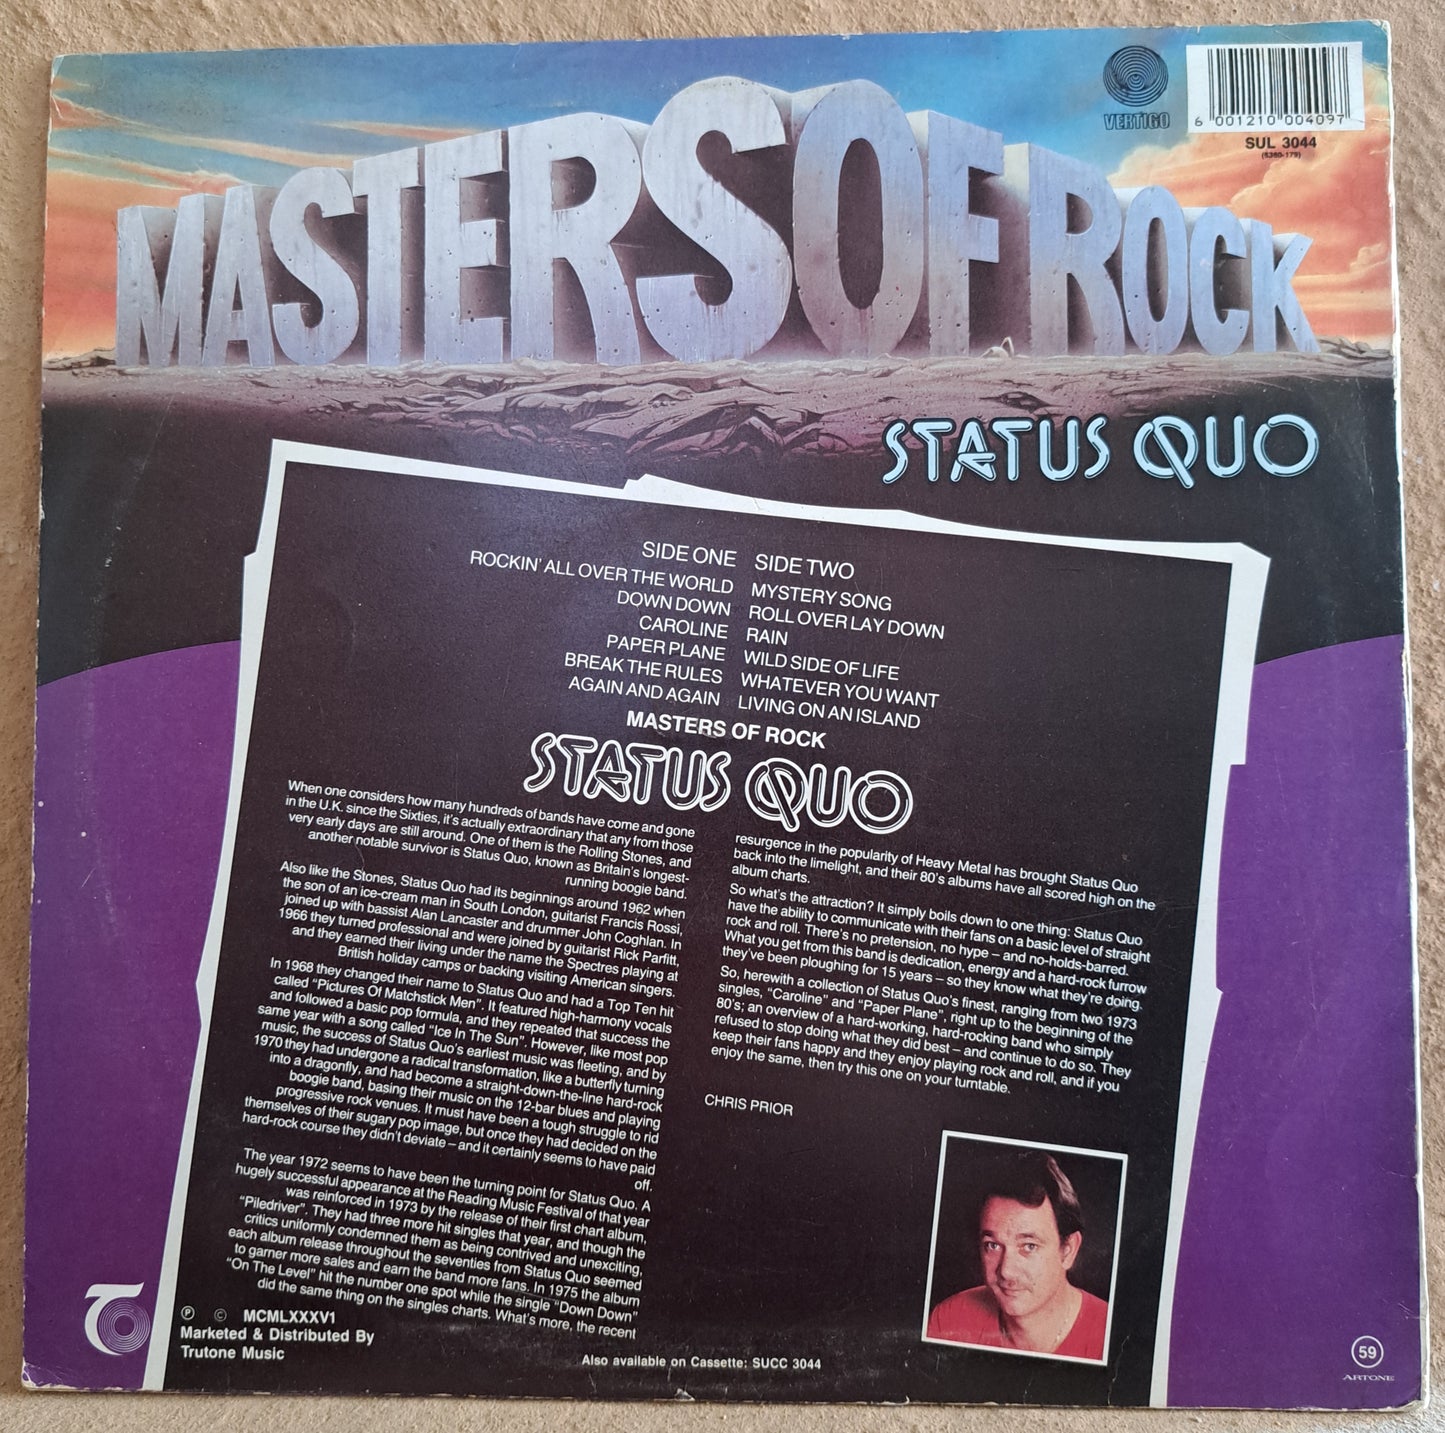 MASTERS OF ROCK
VERTIGO
6 001210 004097
SUL 3044
(6360-179)
STATUS QUO
SIDE ONE
ROCKIN' ALL OVER THE WORLD
DOWN DOWN
CAROLINE
PAPER PLANE
BREAK THE RULES
AGAIN AND AGAIN
SIDE TWO
MYSTERY SONG
ROLL OVER LAY DOWN
RAIN
WILD SIDE OF LIFE
WHATEVER YOU WANT
LIVING ON AN ISLAND
MASTERS OF ROCK
STATUS QUO
When one considers how many hundreds of bands have come and gone
in the U.K. since the Sixties, it's actually extraordinary that any from those
very early days are still around. One of them is the Rolling Stones, and
another notable survivor is Status Quo, known as Britain's longest-
running boogie band.
Also like the Stones, Status Quo had its beginnings around 1962 when
the son of an ice-cream man in South London, guitarist Francis Rossi,
joined up with bassist Alan Lancaster and drummer John Coghlan. In
1966 they turned professional and were joined by guitarist Rick Parfitt,
and they earned their living under the name the Spectres playing at
British holiday camps or backing visiting American singers.
In 1968 they changed their name to Status Quo and had a Top Ten hit
called "Pictures Of Matchstick Men". It featured high-harmony vocals
and followed a basic pop formula, and they repeated that success the
same year with a song called "Ice In The Sun". However, like most pop
music, the success of Status Quo's earliest music was fleeting, and by
1970 they had undergone a radical transformation, like a butterfly turning
into a dragonfly, and had become a straight-down-the-line hard-rock
boogie band, basing their music on the 12-bar blues and playing
progressive rock venues. It must have been a tough struggle to rid
themselves of their sugary pop image, but once they had decided on the
hard-rock course they didn't deviate – and it certainly seems to have paid
off.
The year 1972 seems to have been the turning point for Status Quo. A
hugely successful appearance at the Reading Music Festival of that year
was reinforced in 1973 by the release of their first chart album,
"Piledriver". They had three more hit singles that year, and though the
critics uniformly condemned them as being contrived and unexciting,
each album release throughout the seventies from Status Quo seemed
to garner more sales and earn the band more fans. In 1975 the album
"On The Level" hit the number one spot while the single "Down Down"
did the same thing on the singles charts. What's more, the recent
resurgence in the popularity of Heavy Metal has brought Status Quo
back into the limelight, and their 80's albums have all scored high on the
album charts.
So what's the attraction? It simply boils down to one thing: Status Quo
have the ability to communicate with their fans on a basic level of straight
rock and roll. There's no pretension, no hype – and no-holds-barred.
What you get from this band is dedication, energy and a hard-rock furrow
they've been ploughing for 15 years – so they know what they're doing.
So, herewith a collection of Status Quo's finest, ranging from two 1973
singles, "Caroline" and "Paper Plane", right up to the beginning of the
80's; an overview of a hard-working, hard-rocking band who simply
refused to stop doing what they did best – and continue to do so. They
keep their fans happy and they enjoy playing rock and roll, and if you
enjoy the same, then try this one on your turntable.
CHRIS PRIOR
Ⓟ © MCMLXXXV1
Marketed & Distributed By
Trutone Music
Also available on Cassette: SUCC 3044
59
ARTONE